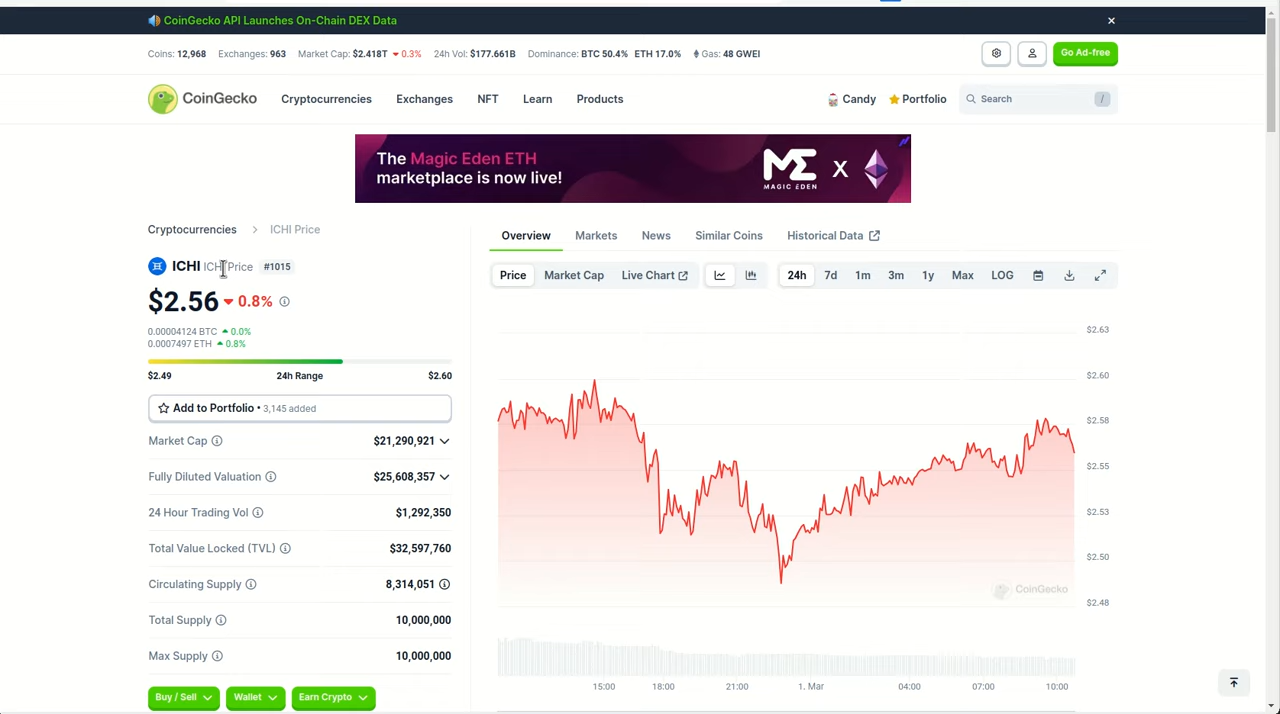 CoinGecko API Launches On-Chain DEX Data
Coins: 12,968 Exchanges: 963 Market Cap: $2.418T 0.3% 24h Vol: $177.661B Dominance: BTC 50.4% ETH 17.0% Gas: 48 GWEI
Go Ad-free
CoinGecko Cryptocurrencies Exchanges NFT Learn Products Candy Portfolio Search /
The Magic Eden ETH
marketplace is now live!
ME X
MAGIC EDEN
Cryptocurrencies > ICHI Price
Overview Markets News Similar Coins Historical Data
ICHI ICHI Price #1015
Price Market Cap Live Chart 24h 7d 1m 3m 1y Max LOG
$2.56 0.8%
0.00004124 BTC 0.0%
0.0007497 ETH 0.8%
$2.49 24h Range $2.60
Add to Portfolio • 3,145 added
Market Cap $21,290,921
Fully Diluted Valuation $25,608,357
24 Hour Trading Vol $1,292,350
Total Value Locked (TVL) $32,597,760
Circulating Supply 8,314,051
Total Supply 10,000,000
Max Supply 10,000,000
Buy / Sell Wallet Earn Crypto
$2.63
$2.60
$2.58
$2.55
$2.53
$2.50
$2.48
CoinGecko
15:00 18:00 21:00 1. Mar 04:00 07:00 10:00